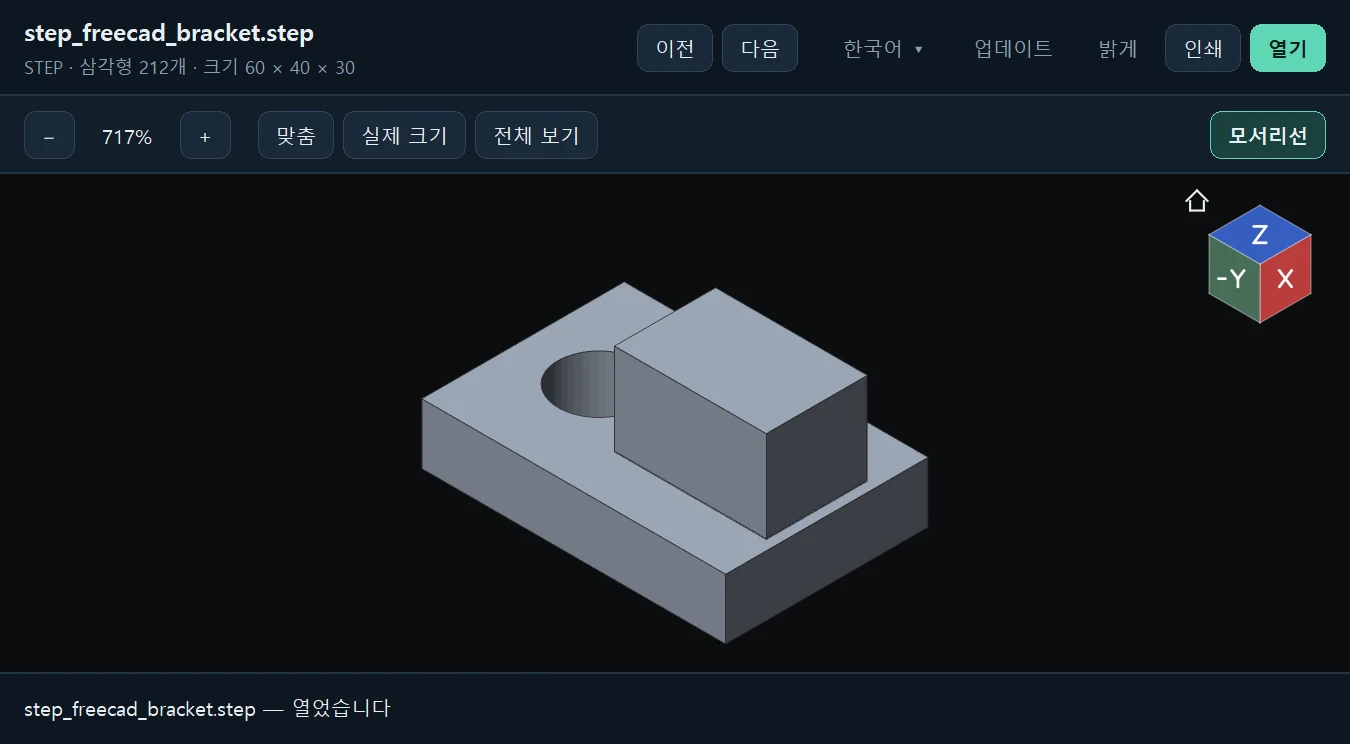 step_freecad_bracket.step
STEP · 삼각형 212개 · 크기 60 × 40 × 30
이전 다음 한국어 ▾ 업데이트 밝게 인쇄 열기
– 717% + 맞춤 실제 크기 전체 보기 모서리선
Z
-Y X
step_freecad_bracket.step — 열었습니다